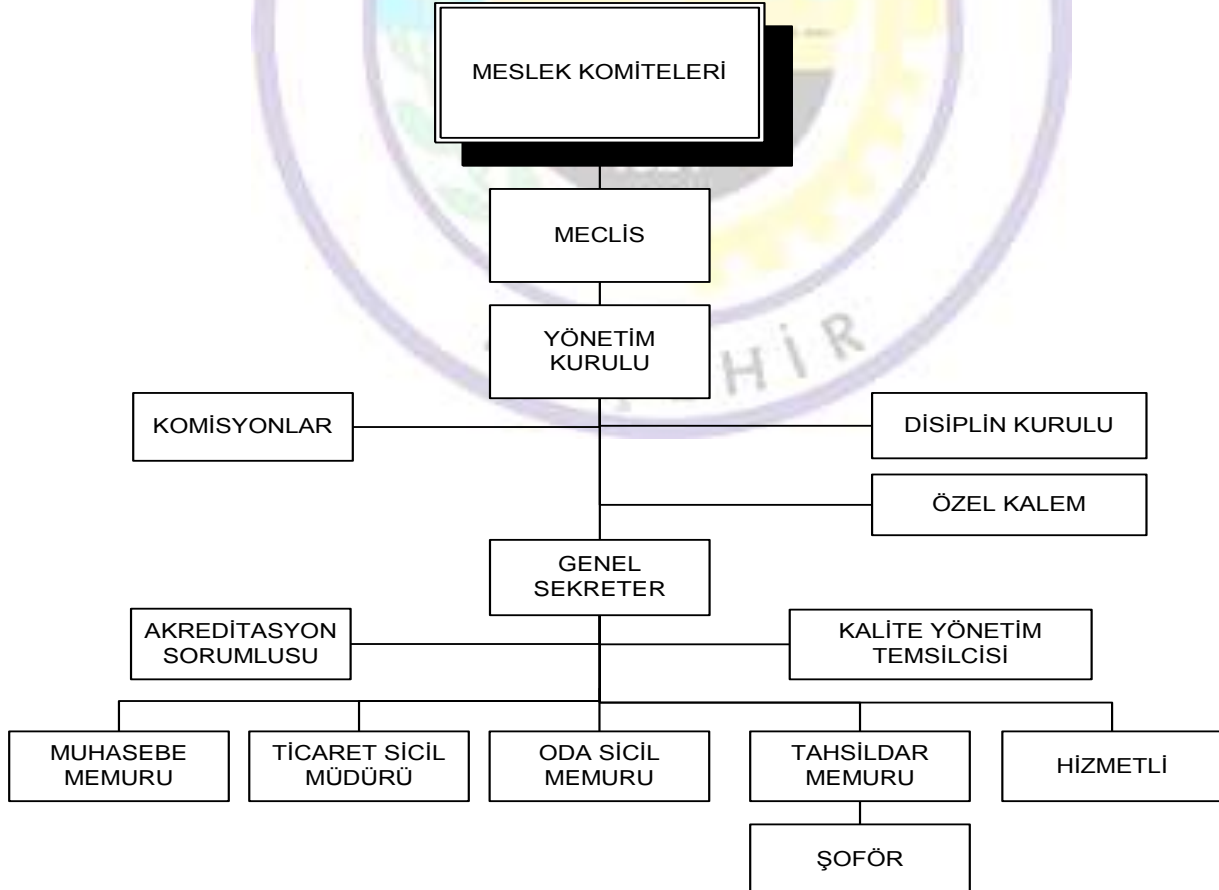 MESLEK KOMİTELERİ
MECLİS
YÖNETİM
KURULU
HİR
KOMİSYONLAR
DİSİPLİN KURULU
ÖZEL KALEM
GENEL
SEKRETER
AKREDİTASYON
SORUMLUSU
KALİTE YÖNETİM
TEMSİLCİSİ
MUHASEBE
MEMURU
TİCARET SİCİL
MÜDÜRÜ
ODA SİCİL
MEMURU
TAHSİLDAR
MEMURU
HİZMETLİ
ŞOFÖR